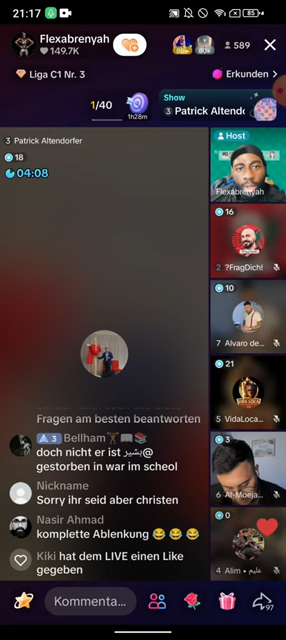 21:17
85
Flexabrenyah
149.7K
589
Liga C1 Nr. 3
Erkunden
1/40
1h28m
Show
3 Patrick Altend
3 Patrick Altendorfer
18
04:08
Host
Flexabrenyah
16
2 ?FragDich!
10
7 Alvaro de...
21
5 VidaLoca...
3
6 Al-Moeja...
0
4 Alim • عليم
Fragen am besten beantworten
3 Bellham
doch nicht er ist بشير@
gestorben in war im scheol
Nickname
Sorry ihr seid aber christen
Nasir Ahmad
komplette Ablenkung 😂 😂 😂
Kiki hat dem LIVE einen Like
gegeben
Kommenta...
97